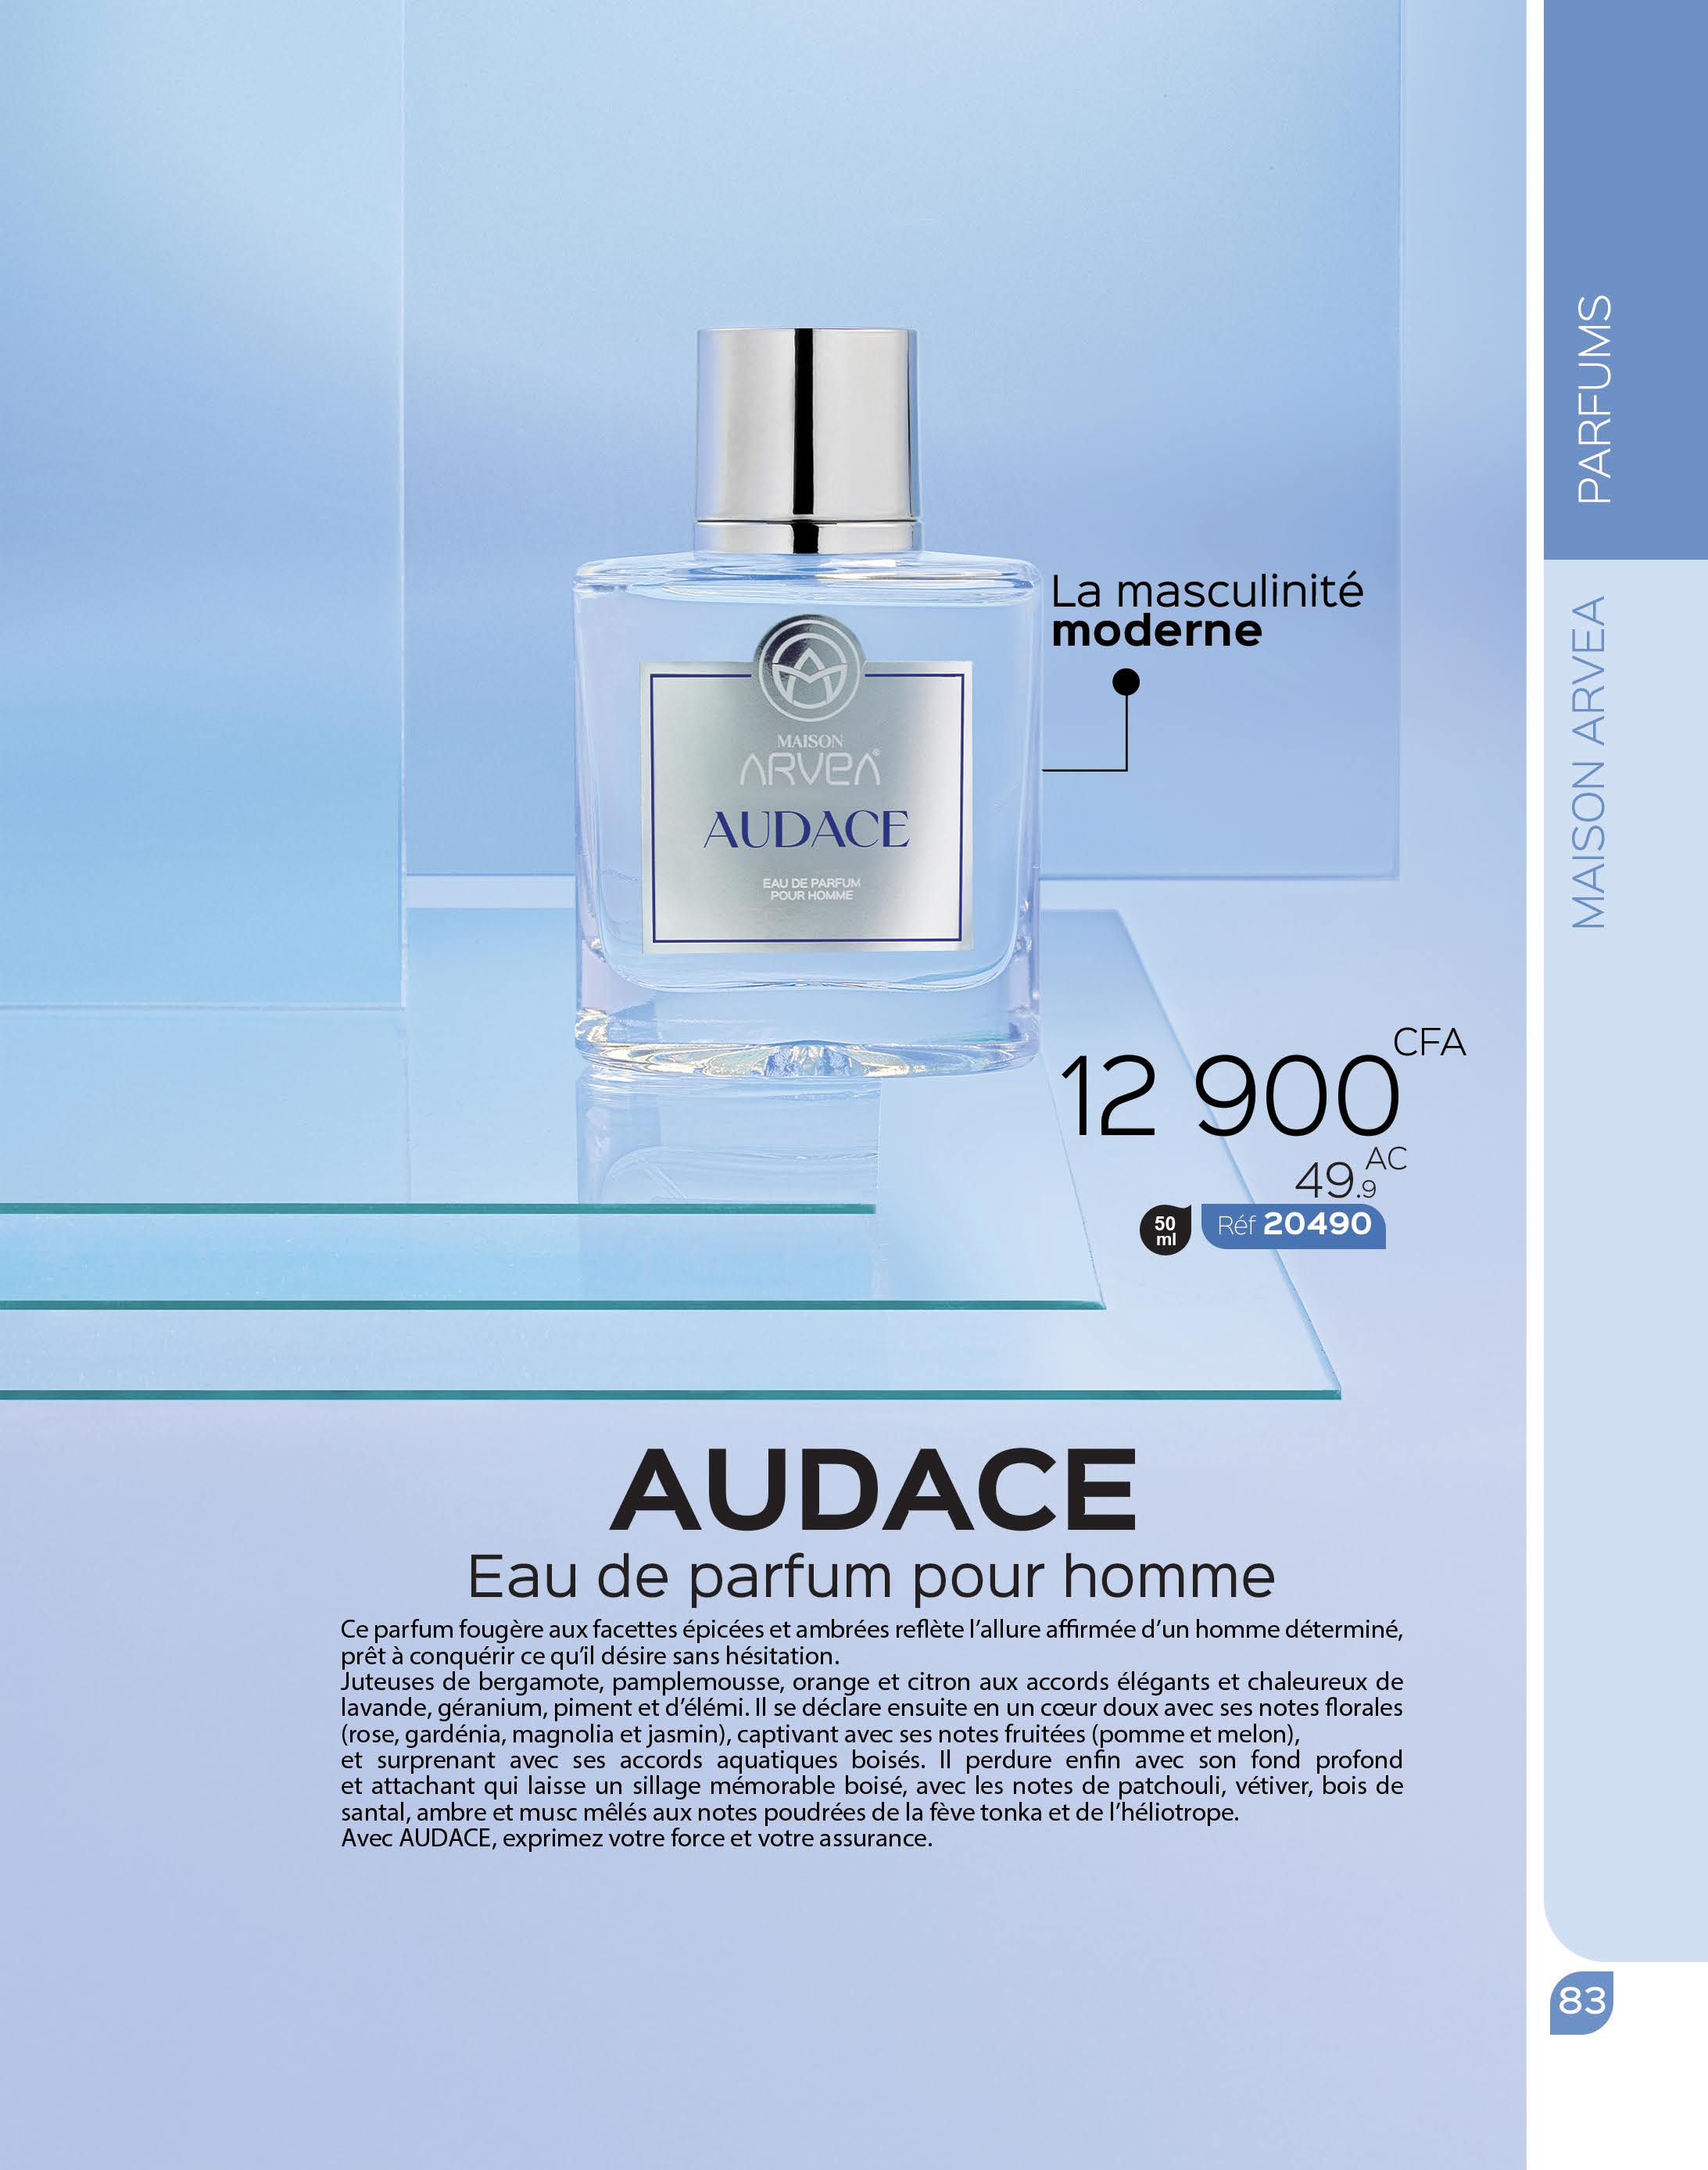 PARFUMS
MAISON ARVEA
La masculinité
moderne
MAISON
ARVEA®
AUDACE
EAU DE PARFUM
POUR HOMME
12 900 CFA
49.9 AC
50
ml
Réf 20490
AUDACE
Eau de parfum pour homme
Ce parfum fougère aux facettes épicées et ambrées reflète l’allure affirmée d’un homme déterminé,
prêt à conquérir ce qu’il désire sans hésitation.
Juteuses de bergamote, pamplemousse, orange et citron aux accords élégants et chaleureux de
lavande, géranium, piment et d’élémi. Il se déclare ensuite en un cœur doux avec ses notes florales
(rose, gardénia, magnolia et jasmin), captivant avec ses notes fruitées (pomme et melon),
et surprenant avec ses accords aquatiques boisés. Il perdure enfin avec son fond profond
et attachant qui laisse un sillage mémorable boisé, avec les notes de patchouli, vétiver, bois de
santal, ambre et musc mêlés aux notes poudrées de la fève tonka et de l’héliotrope.
Avec AUDACE, exprimez votre force et votre assurance.
83